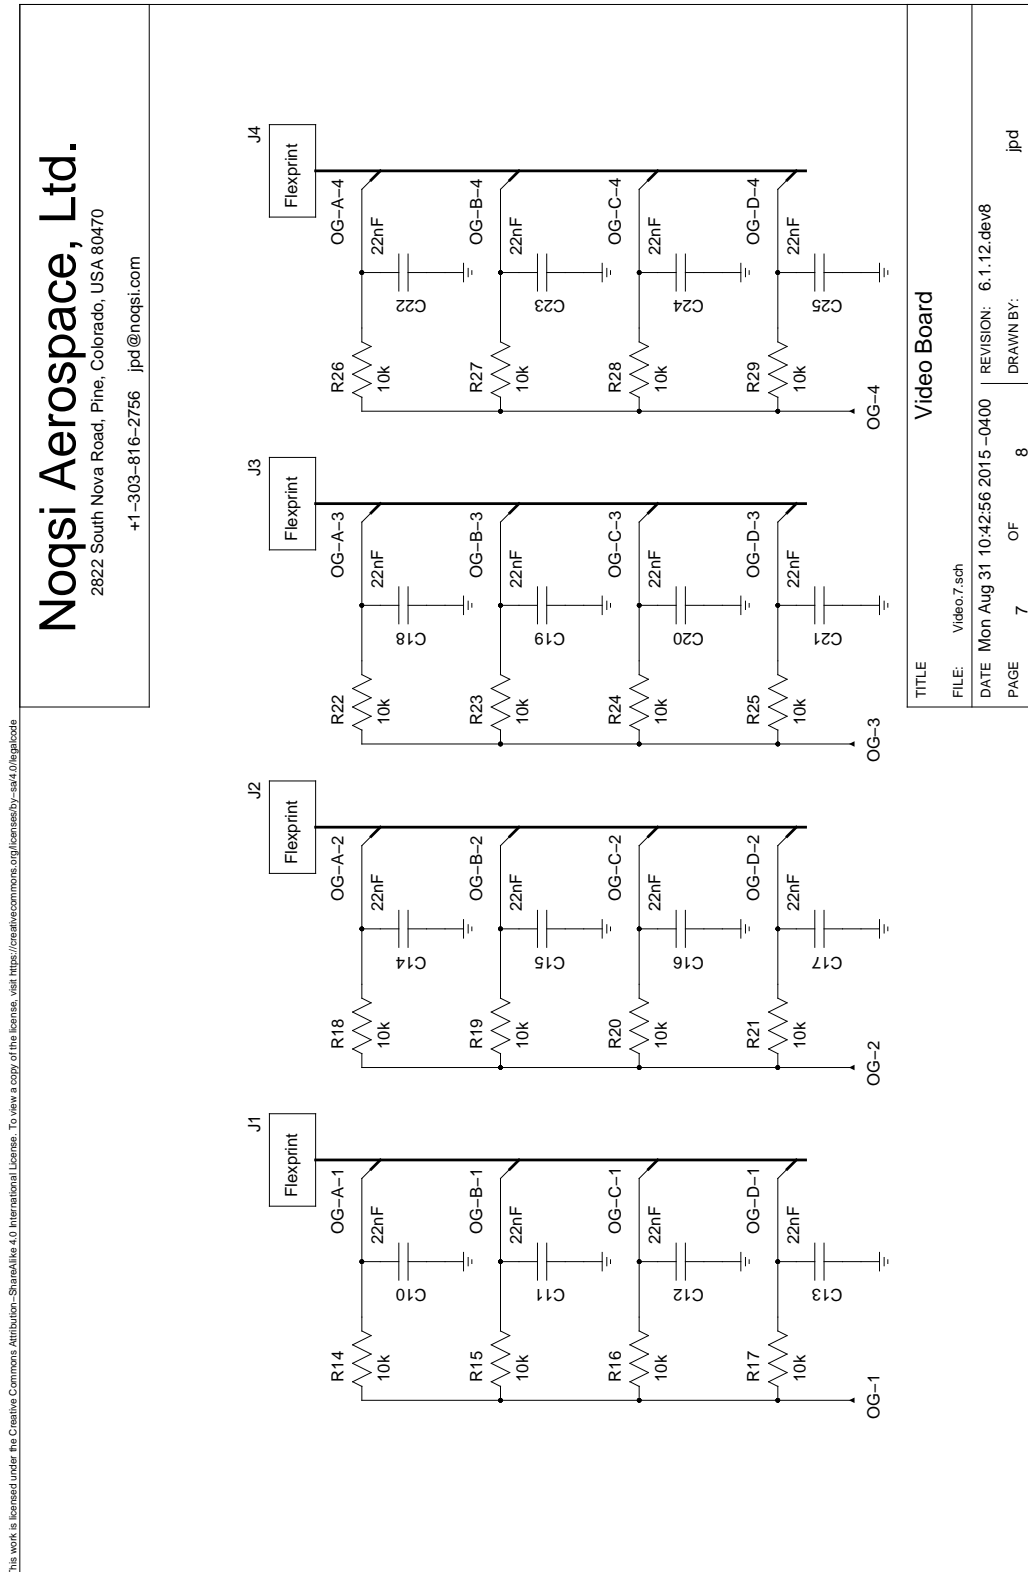 This work is licensed under the Creative Commons Attribution–ShareAlike 4.0 International License. To view a copy of the license, visit https://creativecommons.org/licenses/by–sa/4.0/legalcode
Noqsi Aerospace, Ltd.
2822 South Nova Road, Pine, Colorado, USA 80470
+1–303–816–2756 jpd@noqsi.com
J1
Flexprint
OG–A–1
22nF
C10
R14
10k
OG–B–1
22nF
C11
R15
10k
OG–C–1
22nF
C12
R16
10k
OG–D–1
22nF
C13
R17
10k
OG–1
J2
Flexprint
OG–A–2
22nF
C14
R18
10k
OG–B–2
22nF
C15
R19
10k
OG–C–2
22nF
C16
R20
10k
OG–D–2
22nF
C17
R21
10k
OG–2
J3
Flexprint
OG–A–3
22nF
C18
R22
10k
OG–B–3
22nF
C19
R23
10k
OG–C–3
22nF
C20
R24
10k
OG–D–3
22nF
C21
R25
10k
OG–3
J4
Flexprint
OG–A–4
22nF
C22
R26
10k
OG–B–4
22nF
C23
R27
10k
OG–C–4
22nF
C24
R28
10k
OG–D–4
22nF
C25
R29
10k
OG–4
TITLE
Video Board
FILE: Video.7.sch
DATE Mon Aug 31 10:42:56 2015 –0400
REVISION: 6.1.12.dev8
PAGE 7 OF 8
DRAWN BY: jpd